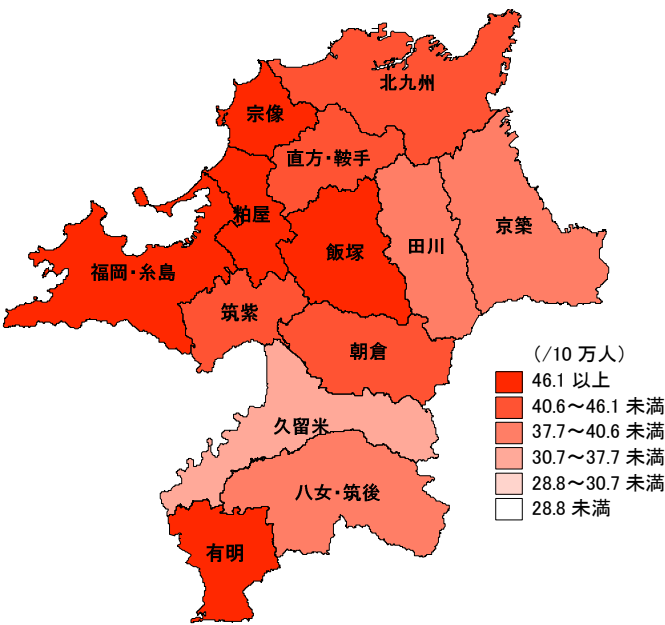 北九州
宗像
直方・鞍手
粕屋
京築
田川
飯塚
福岡・糸島
筑紫
朝倉
久留米
八女・筑後
有明
(/10 万人)
46.1 以上
40.6～46.1 未満
37.7～40.6 未満
30.7～37.7 未満
28.8～30.7 未満
28.8 未満